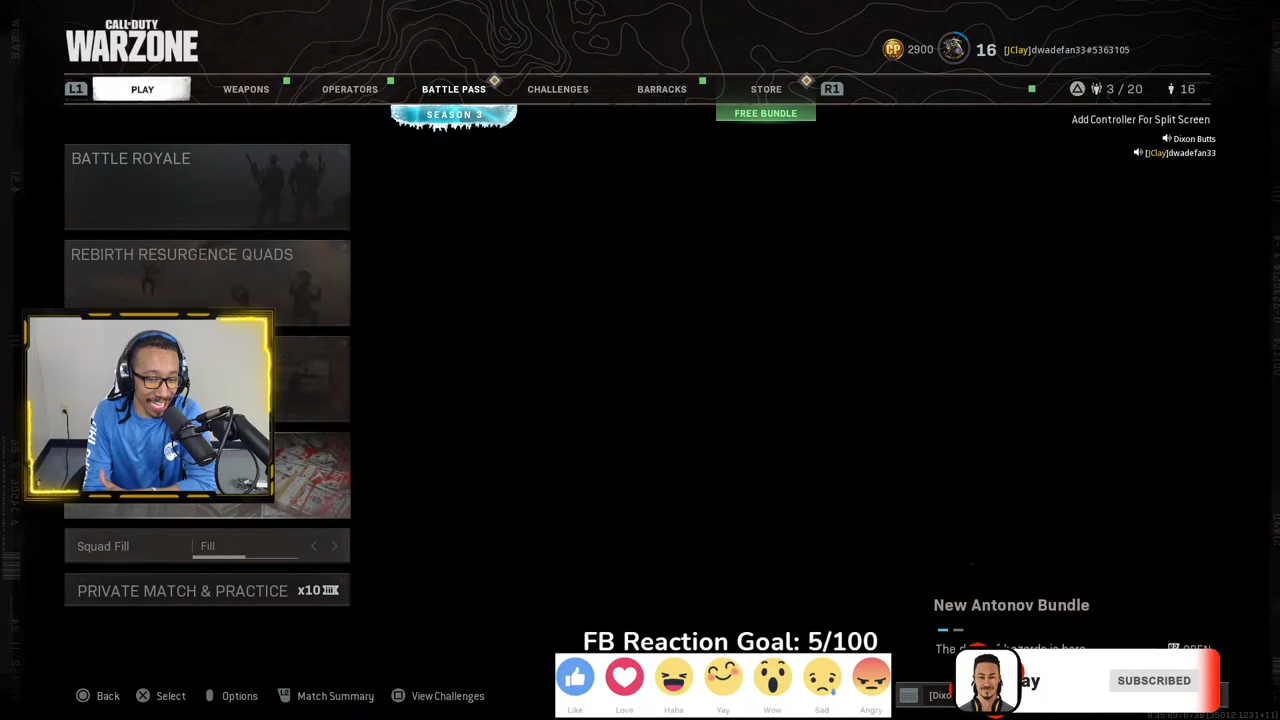 CALL OF DUTY
WARZONE
CP 2900 16 [JClay]dwadefan33#5363105
L1 PLAY WEAPONS OPERATORS BATTLE PASS CHALLENGES BARRACKS STORE R1 3 / 20 16
SEASON 3
FREE BUNDLE
Add Controller For Split Screen
Dixon Butts
[JClay]dwadefan33
BATTLE ROYALE
REBIRTH RESURGENCE QUADS
Squad Fill Fill
PRIVATE MATCH & PRACTICE x10
New Antonov Bundle
FB Reaction Goal: 5/100
SUBSCRIBED
[Dixo
Back Select Options L2 Match Summary View Challenges
Like Love Haha Yay Wow Sad Angry